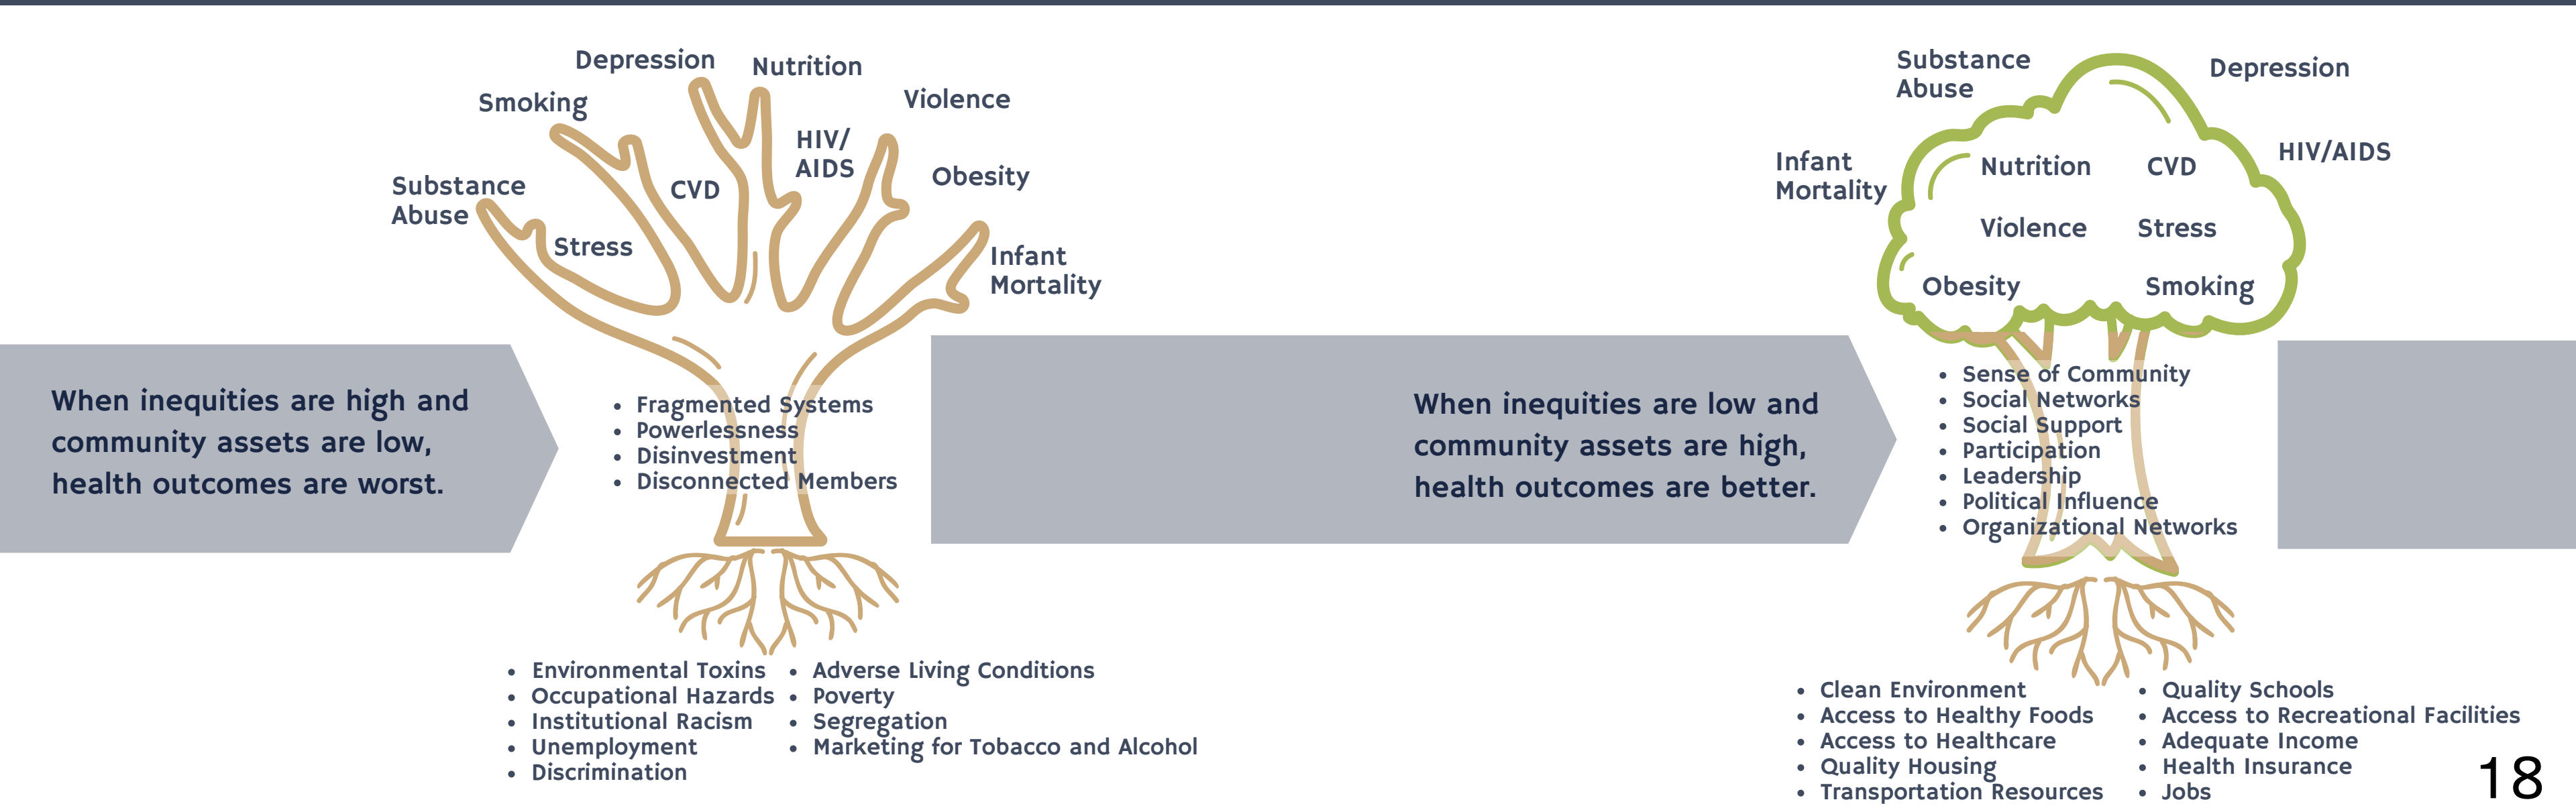 When inequities are high and
community assets are low,
health outcomes are worst.
Depression
Nutrition
Smoking
Violence
HIV/
AIDS
Substance
Abuse
CVD
Obesity
Stress
Infant
Mortality
• Fragmented Systems
• Powerlessness
• Disinvestment
• Disconnected Members
• Environmental Toxins
• Occupational Hazards
• Institutional Racism
• Unemployment
• Discrimination
• Adverse Living Conditions
• Poverty
• Segregation
• Marketing for Tobacco and Alcohol
When inequities are low and
community assets are high,
health outcomes are better.
Substance
Abuse
Depression
Infant
Mortality
HIV/AIDS
Nutrition
CVD
Violence
Stress
Obesity
Smoking
• Sense of Community
• Social Networks
• Social Support
• Participation
• Leadership
• Political Influence
• Organizational Networks
• Clean Environment
• Access to Healthy Foods
• Access to Healthcare
• Quality Housing
• Transportation Resources
• Quality Schools
• Access to Recreational Facilities
• Adequate Income
• Health Insurance
• Jobs
18